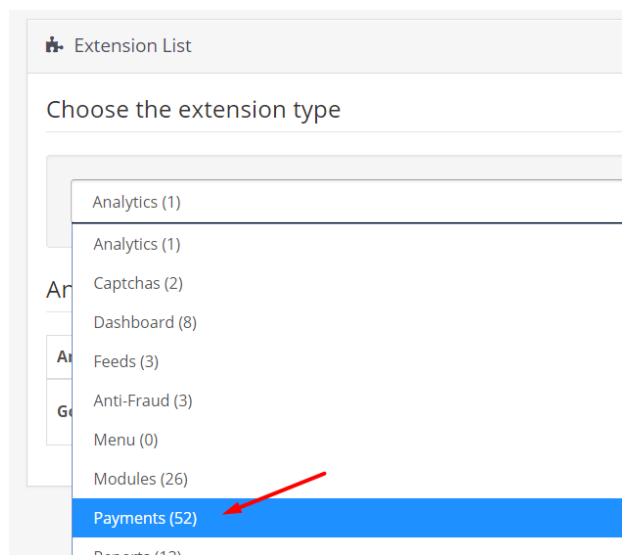 Extension List
Choose the extension type
Analytics (1)
Analytics (1)
Captchas (2)
Dashboard (8)
Feeds (3)
Anti-Fraud (3)
Menu (0)
Modules (26)
Payments (52)